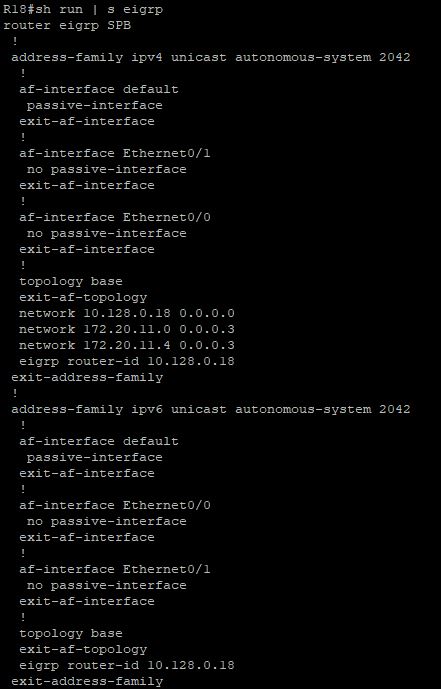 R18#sh run | s eigrp
router eigrp SPB
 !
 address-family ipv4 unicast autonomous-system 2042
  !
  af-interface default
   passive-interface
  exit-af-interface
  !
  af-interface Ethernet0/1
   no passive-interface
  exit-af-interface
  !
  af-interface Ethernet0/0
   no passive-interface
  exit-af-interface
  !
  topology base
  exit-af-topology
  network 10.128.0.18 0.0.0.0
  network 172.20.11.0 0.0.0.3
  network 172.20.11.4 0.0.0.3
  eigrp router-id 10.128.0.18
 exit-address-family
 !
 address-family ipv6 unicast autonomous-system 2042
  !
  af-interface default
   passive-interface
  exit-af-interface
  !
  af-interface Ethernet0/0
   no passive-interface
  exit-af-interface
  !
  af-interface Ethernet0/1
   no passive-interface
  exit-af-interface
  !
  topology base
  exit-af-topology
  eigrp router-id 10.128.0.18
 exit-address-family